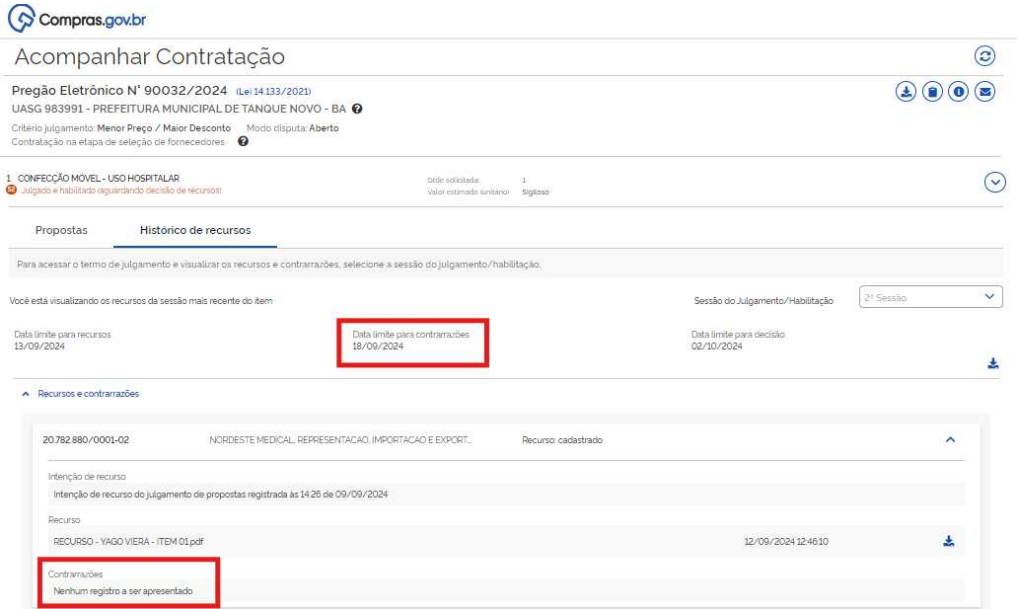 Compras.gov.br
Acompanhar Contratação
Pregão Eletrônico N° 90032/2024 (Lei 14.133/2021)
UASG 983991 - PREFEITURA MUNICIPAL DE TANQUE NOVO - BA
Critério julgamento: Menor Preço / Maior Desconto Modo disputa: Aberto
Contratação na etapa de seleção de fornecedores
1 CONFECÇÃO MÓVEL - USO HOSPITALAR
Julgado e habilitado (aguardando decisão de recursos)
Qtde solicitada: 1
Valor estimado (unitário) Sigiloso
Propostas Histórico de recursos
Para acessar o termo de julgamento e visualizar os recursos e contrarrazões, selecione a sessão do julgamento/habilitação.
Você está visualizando os recursos da sessão mais recente do item
Sessão do Julgamento/Habilitação 2ª Sessão
Data limite para recursos
13/09/2024
Data limite para contrarrazões
18/09/2024
Data limite para decisão
02/10/2024
Recursos e contrarrazões
20.782.880/0001-02 NORDESTE MEDICAL, REPRESENTACAO, IMPORTACAO E EXPORT... Recurso: cadastrado
Intenção de recurso
Intenção de recurso do julgamento de propostas registrada às 14:26 de 09/09/2024
Recurso
RECURSO - YAGO VIERA - ITEM 01.pdf 12/09/2024 12:46:10
Contrarrazões
Nenhum registro a ser apresentado